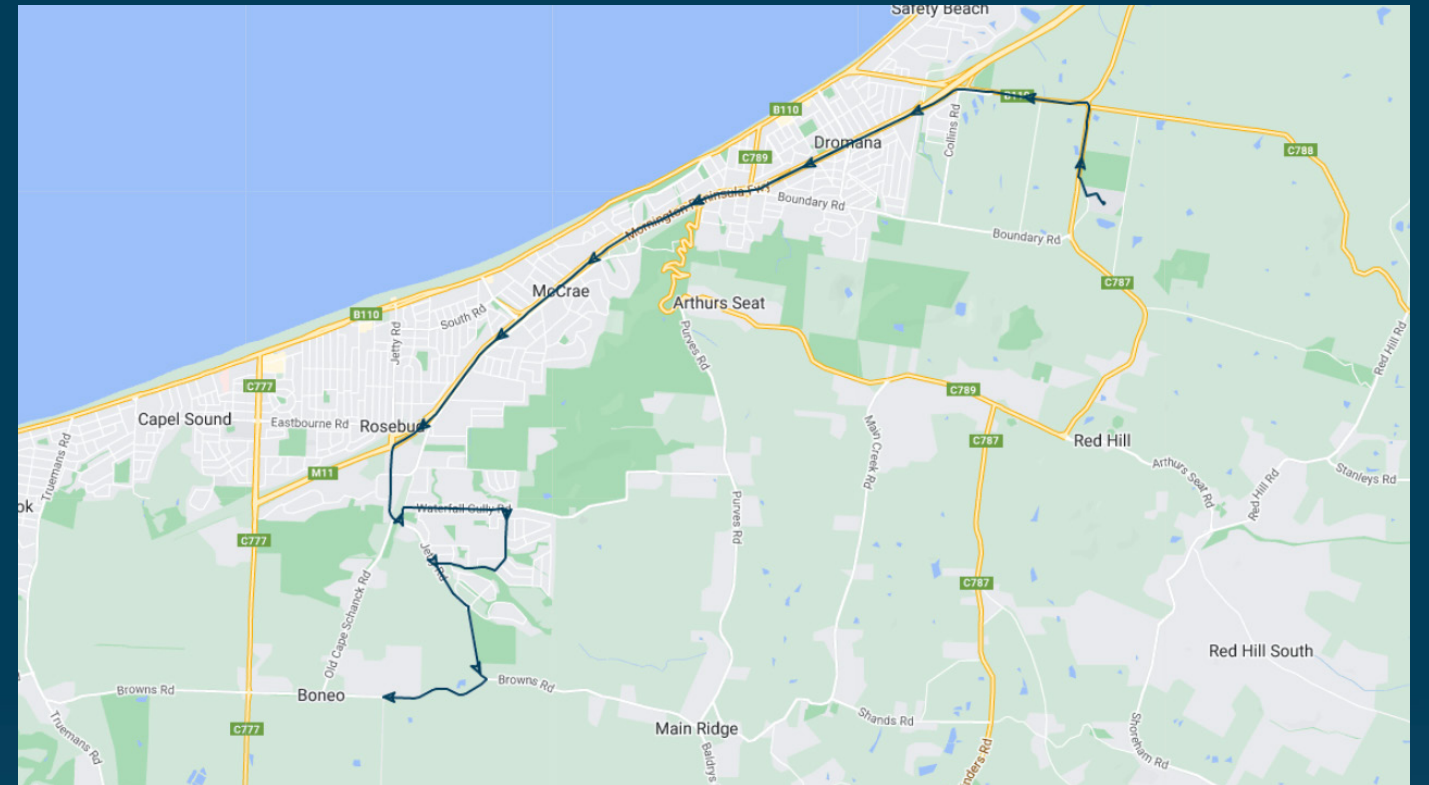 Safety Beach
B110
B110
C788
Collins Rd
Dromana
C789
Mornington Peninsula Fwy
Boundary Rd
Boundary Rd
C787
McCrae
Arthurs Seat
B110
South Rd
Jetty Rd
Purves Rd
Red Hill Rd
C777
C789
Capel Sound
Eastbourne Rd
Rosebud
C787
Red Hill
Main Creek Rd
Arthurs Seat Rd
Truemans Rd
M11
Red Hill Rd
Stanleys Rd
ok
Waterfall Gully Rd
Purves Rd
C777
Jetty Rd
C787
Old Cape Schanck Rd
Red Hill South
Browns Rd
Boneo
Browns Rd
Shands Rd
Main Ridge
C777
Truemans Rd
Baldrys
nders Rd
Shoreham Rd